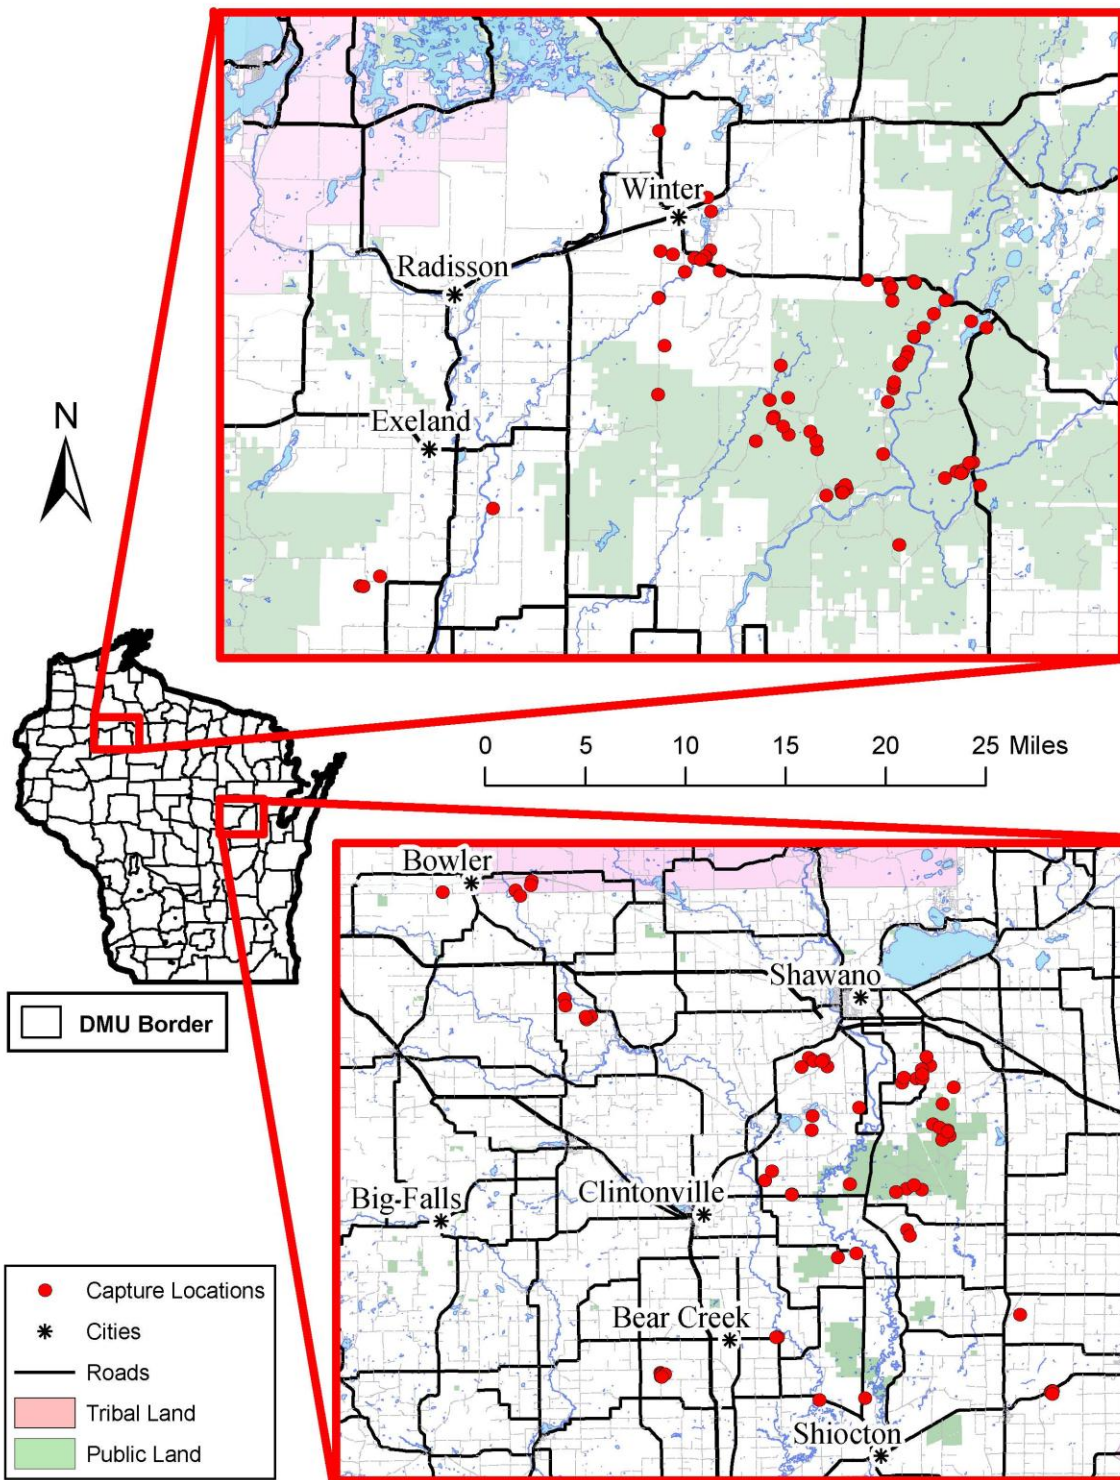 Winter
Radisson
Exeland
N
0 5 10 15 20 25 Miles
DMU Border
Bowler
Shawano
Big-Falls
Clintonville
Bear Creek
Shiocton
Capture Locations
Cities
Roads
Tribal Land
Public Land